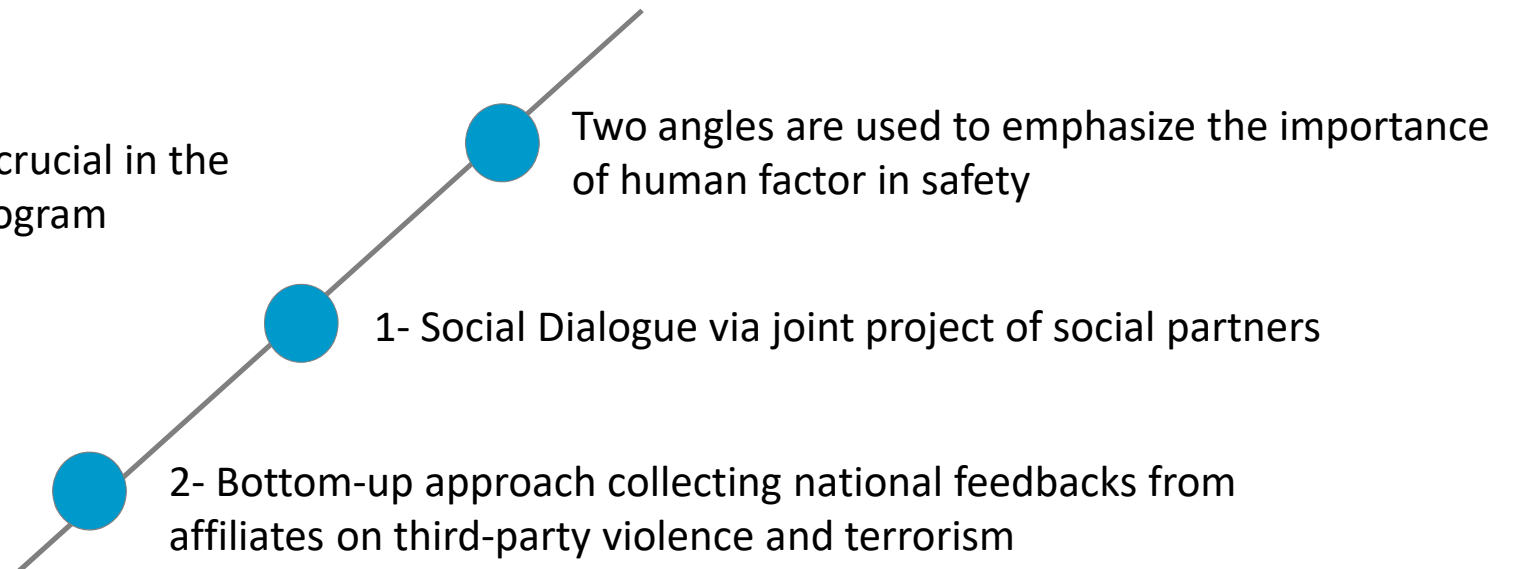 crucial in the
ogram
Two angles are used to emphasize the importance
of human factor in safety
1- Social Dialogue via joint project of social partners
2- Bottom-up approach collecting national feedbacks from
affiliates on third-party violence and terrorism